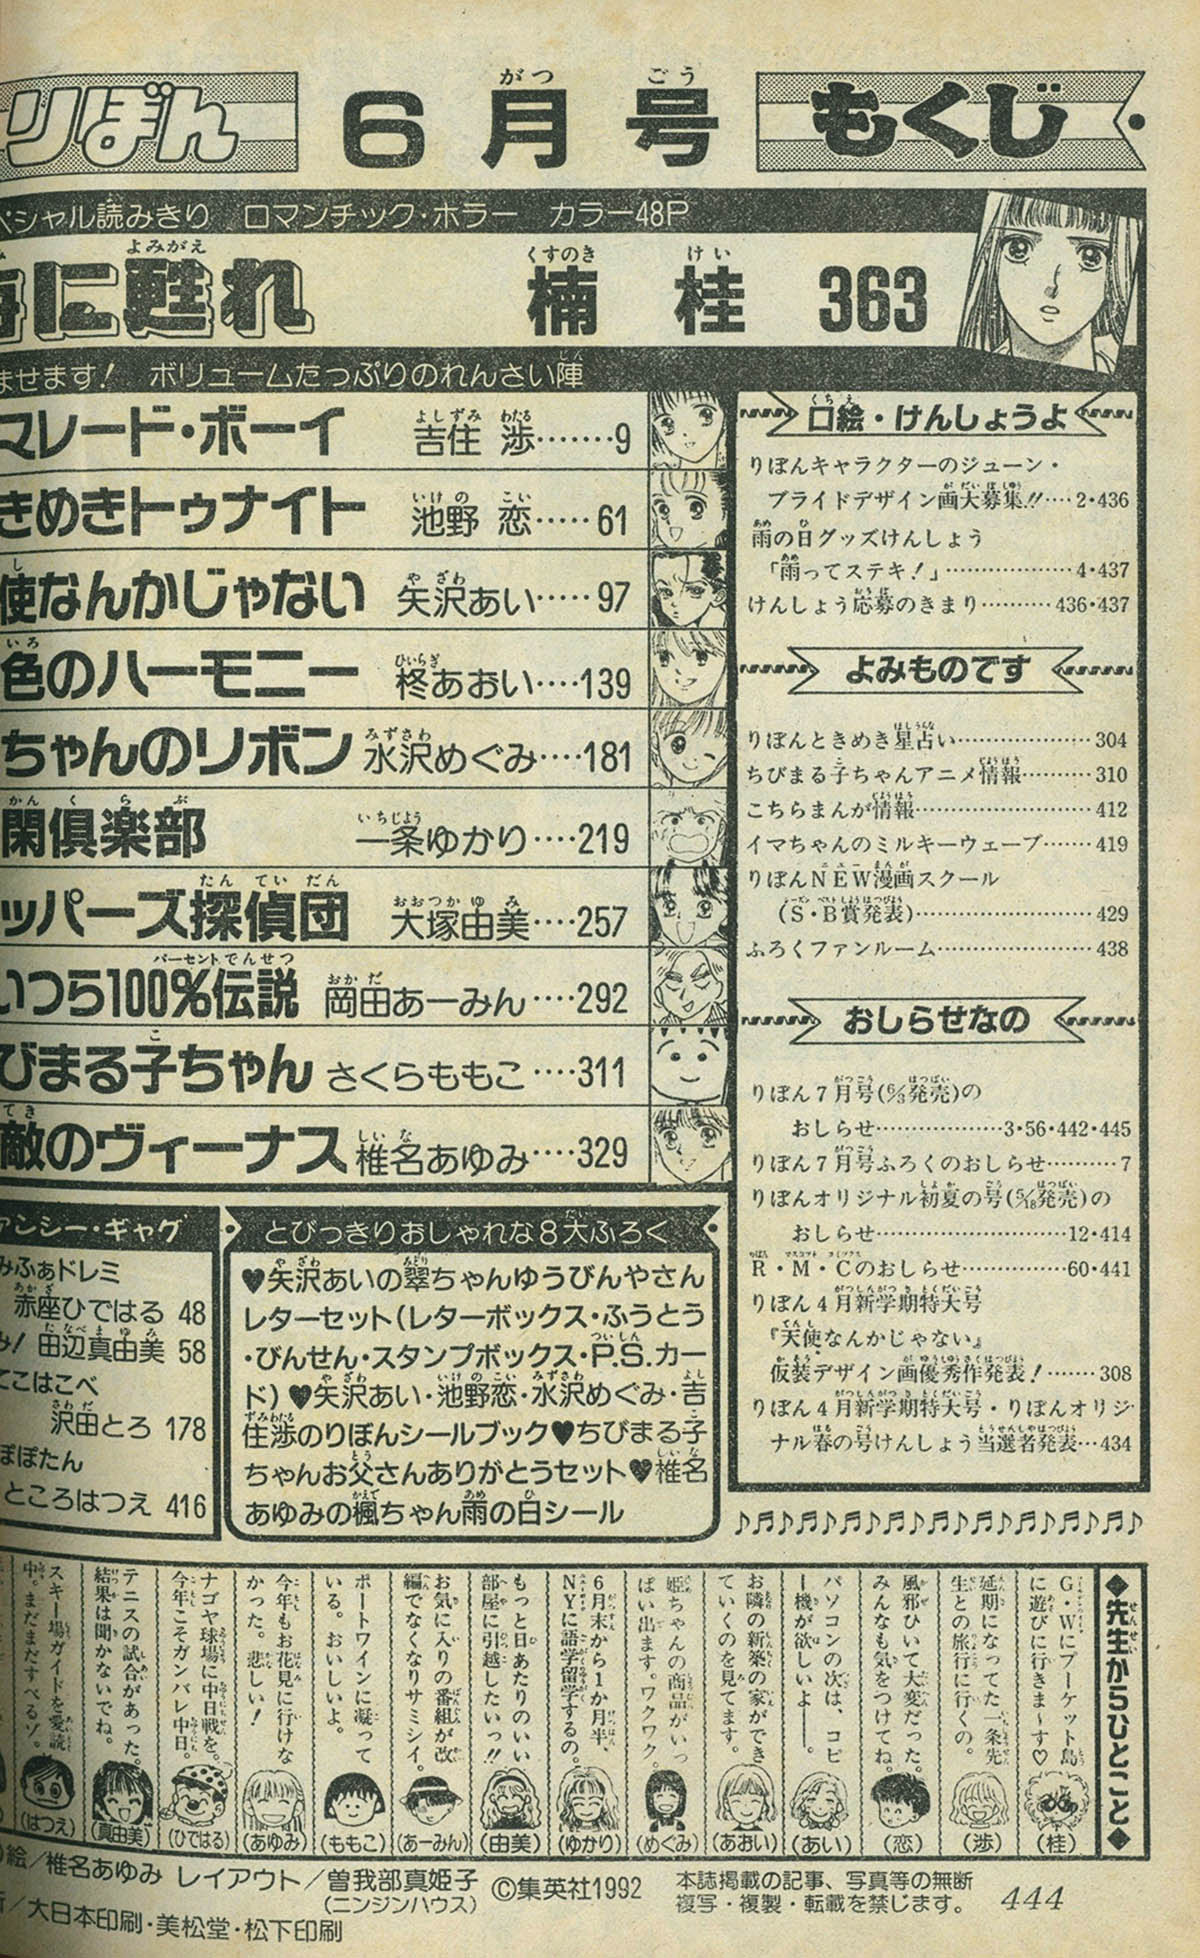 りぼん 6月号 もくじ
ペシャル読みきり ロマンチック・ホラー カラー48P
に甦れ 楠 桂 363
ませます! ボリュームたっぷりのれんさい陣
マレード・ボーイ 吉住 渉……9
きめきトゥナイト 池野 恋……61
使なんかじゃない 矢沢あい……97
色のハーモニー 柊あおい……139
ちゃんのリボン 水沢めぐみ……181
閑倶楽部 一条ゆかり……219
ッパーズ探偵団 大塚由美……257
いつら100%伝説 岡田あーみん……292
びまる子ちゃん さくらももこ……311
敵のヴィーナス 椎名あゆみ……329
口絵・けんしょうよ
りぼんキャラクターのジューン・
ブライドデザイン画大募集!!……2・436
雨の日グッズけんしょう
「雨ってステキ!」……4・437
けんしょう応募のきまり……436・437
よみものです
りぼんときめき星占い……304
ちびまる子ちゃんアニメ情報……310
こちらまんが情報……412
イマちゃんのミルキーウェーブ……419
りぼんNEW漫画スクール
(S・B賞発表)……429
ふろくファンルーム……438
おしらせなの
りぼん7月号(6/3発売)の
おしらせ……3・56・442・445
りぼん7月号ふろくのおしらせ……7
りぼんオリジナル初夏の号(5/18発売)の
おしらせ……12・414
R・M・Cのおしらせ……60・441
りぼん4月新学期特大号
『天使なんかじゃない』
仮装デザイン画優秀作発表!……308
りぼん4月新学期特大号・りぼんオリジ
ナル春の号けんしょう当選者発表…434
ァンシー・ギャグ
みふぁドレミ
赤座ひではる 48
み! 田辺真由美 58
てこはこべ
沢田とろ 178
ぽぽたん
ところはつえ 416
とびっきりおしゃれな8大ふろく
♥矢沢あいの翠ちゃんゆうびんやさん
レターセット(レターボックス・ふうとう
・びんせん・スタンプボックス・P.S.カー
ド)♥矢沢あい・池野恋・水沢めぐみ・吉
住渉のりぼんシールブック♥ちびまる子
ちゃんお父さんありがとうセット♥椎名
あゆみの楓ちゃん雨の日シール
◆先生からひとこと◆
G・Wにプーケット島
に遊びに行きま〜す♡
(桂)
延期になってた一条先
生との旅行に行くの。
(渉)
風邪ひいて大変だった。
みんなも気をつけてね。
(恋)
パソコンの次は、コピ
ー機が欲しいよ——。
(あい)
お隣の新築の家ができ
ていくのを見てます。
(あおい)
姫ちゃんの商品がいっ
ぱい出ます。ワクワク。
(めぐみ)
6月末から1か月半、
NYに語学留学するの。
(ゆかり)
もっと日あたりのいい
部屋に引越したいっ!!
(由美)
お気に入りの番組が改
編でなくなりサミシイ。
(あーみん)
ポートワインに凝って
いる。おいしいよ。
(ももこ)
今年もお花見に行けな
かった。悲しい!
(あゆみ)
ナゴヤ球場に中日戦を。
今年こそガンバレ中日。
(ひではる)
テニスの試合があった。
結果は聞かないでね。
(真由美)
スキー場ガイドを愛読
中。まだまだすべるゾ。
(はつえ)
絵/椎名あゆみ レイアウト/曽我部真姫子
(ニンジンハウス)
/大日本印刷・美松堂・松下印刷
©集英社1992
本誌掲載の記事、写真等の無断
複写・複製・転載を禁じます。
444